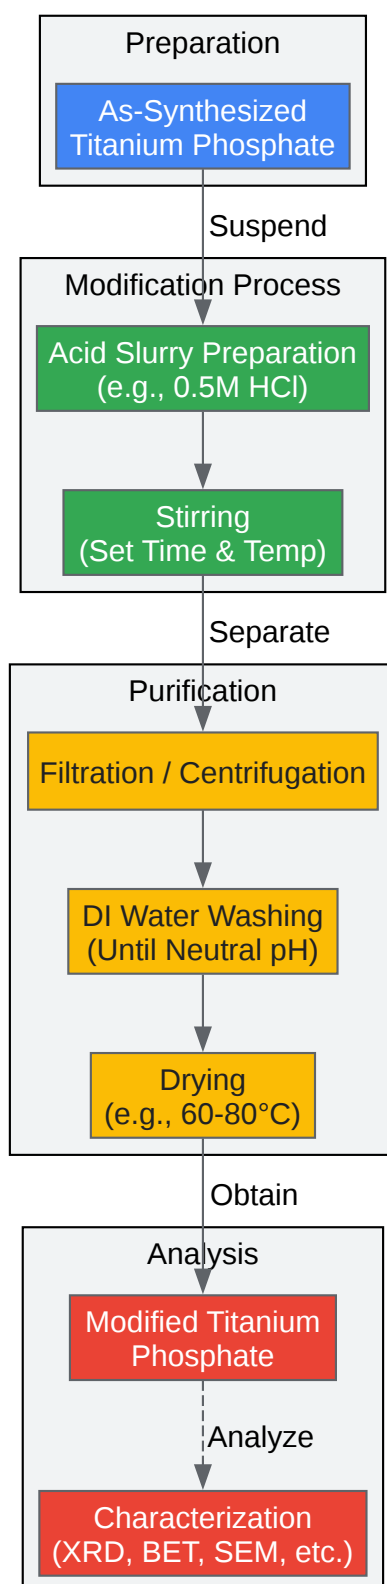 Preparation
As-Synthesized
Titanium Phosphate
Suspend
Modification Process
Acid Slurry Preparation
(e.g., 0.5M HCl)
Stirring
(Set Time & Temp)
Separate
Purification
Filtration / Centrifugation
DI Water Washing
(Until Neutral pH)
Drying
(e.g., 60-80°C)
Obtain
Analysis
Modified Titanium
Phosphate
Analyze
Characterization
(XRD, BET, SEM, etc.)